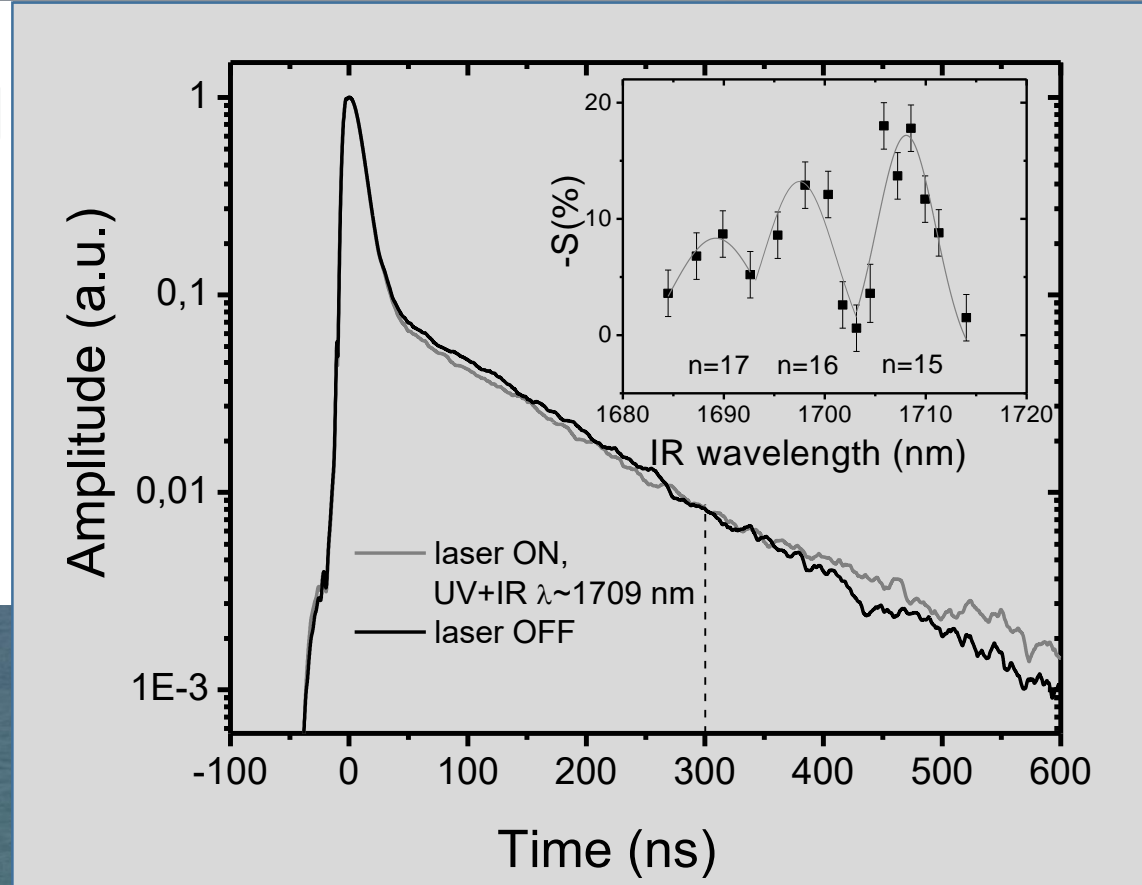 1
0,1
0,01
1E-3
Amplitude (a.u.)
-100 0 100 200 300 400 500 600
Time (ns)
laser ON,
UV+IR λ~1709 nm
laser OFF
20
10
0
-S(%)
n=17 n=16 n=15
1680 1690 1700 1710 1720
IR wavelength (nm)